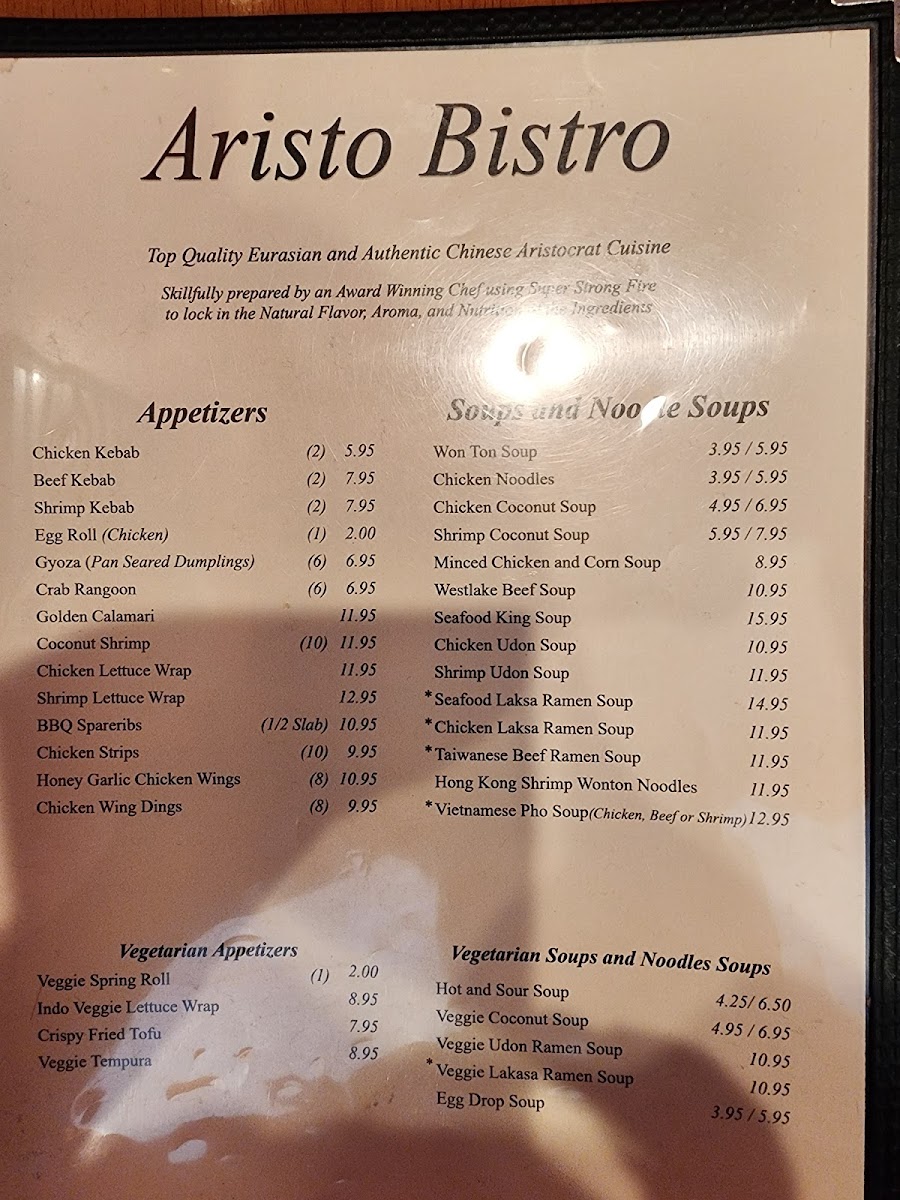 Aristo Bistro
Top Quality Eurasian and Authentic Chinese Aristocrat Cuisine
Skillfully prepared by an Award Winning Chef using Super Strong Fire
to lock in the Natural Flavor, Aroma, and Nutrition of the Ingredients
Appetizers
Chicken Kebab (2) 5.95
Beef Kebab (2) 7.95
Shrimp Kebab (2) 7.95
Egg Roll (Chicken) (1) 2.00
Gyoza (Pan Seared Dumplings) (6) 6.95
Crab Rangoon (6) 6.95
Golden Calamari 11.95
Coconut Shrimp (10) 11.95
Chicken Lettuce Wrap 11.95
Shrimp Lettuce Wrap 12.95
BBQ Spareribs (1/2 Slab) 10.95
Chicken Strips (10) 9.95
Honey Garlic Chicken Wings (8) 10.95
Chicken Wing Dings (8) 9.95
Soups and Noodle Soups
Won Ton Soup 3.95 / 5.95
Chicken Noodles 3.95 / 5.95
Chicken Coconut Soup 4.95 / 6.95
Shrimp Coconut Soup 5.95 / 7.95
Minced Chicken and Corn Soup 8.95
Westlake Beef Soup 10.95
Seafood King Soup 15.95
Chicken Udon Soup 10.95
Shrimp Udon Soup 11.95
*Seafood Laksa Ramen Soup 14.95
*Chicken Laksa Ramen Soup 11.95
*Taiwanese Beef Ramen Soup 11.95
Hong Kong Shrimp Wonton Noodles 11.95
*Vietnamese Pho Soup(Chicken, Beef or Shrimp)12.95
Vegetarian Appetizers
Veggie Spring Roll (1) 2.00
Indo Veggie Lettuce Wrap 8.95
Crispy Fried Tofu 7.95
Veggie Tempura 8.95
Vegetarian Soups and Noodles Soups
Hot and Sour Soup 4.25/ 6.50
Veggie Coconut Soup 4.95 / 6.95
Veggie Udon Ramen Soup 10.95
*Veggie Lakasa Ramen Soup 10.95
Egg Drop Soup 3.95 / 5.95